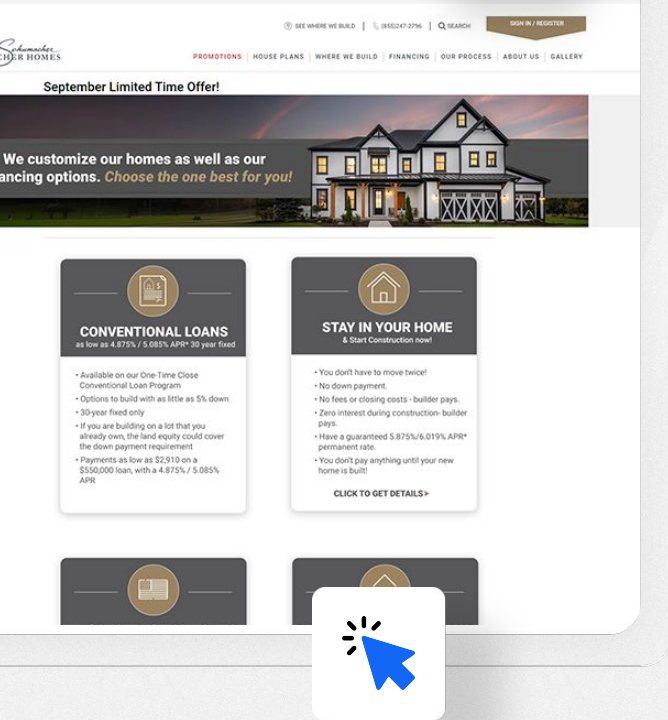 SEE WHERE WE BUILD | (855)247-2796 | SEARCH SIGN IN / REGISTER
Schumacher
CHER HOMES
PROMOTIONS | HOUSE PLANS | WHERE WE BUILD | FINANCING | OUR PROCESS | ABOUT US | GALLERY
September Limited Time Offer!
We customize our homes as well as our
ancing options. Choose the one best for you!
CONVENTIONAL LOANS
as low as 4.875% / 5.085% APR* 30 year fixed
• Available on our One-Time Close
Conventional Loan Program
• Options to build with as little as 5% down
• 30-year fixed only
• If you are building on a lot that you
already own, the land equity could cover
the down payment requirement
• Payments as low as $2,910 on a
$550,000 loan, with a 4.875% / 5.085%
APR
STAY IN YOUR HOME
& Start Construction now!
• You don't have to move twice!
• No down payment.
• No fees or closing costs - builder pays.
• Zero interest during construction- builder
pays.
• Have a guaranteed 5.875%/6.019% APR*
permanent rate.
• You don't pay anything until your new
home is built!
CLICK TO GET DETAILS>